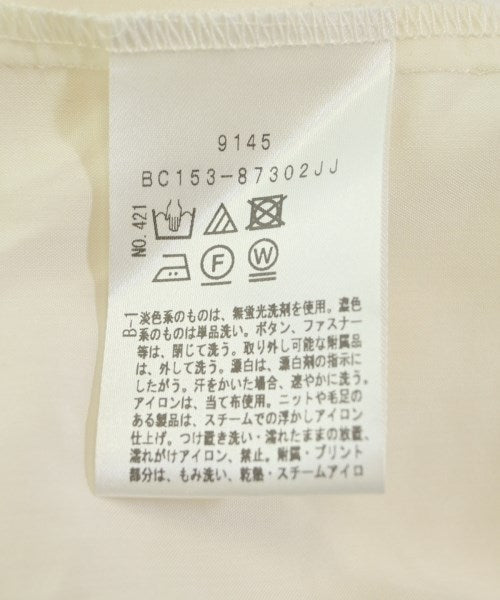 9145
BC153-87302JJ
NO.421
F
W
B-1
淡色系のものは、無蛍光洗剤を使用。濃色
系のものは単品洗い。ボタン、ファスナー
等は、閉じて洗う。取り外し可能な附属品
は、外して洗う。漂白は、漂白剤の指示に
したがう。汗をかいた場合、速やかに洗う。
アイロンは、当て布使用。ニットや毛足の
ある製品は、スチームでの浮かしアイロン
仕上げ。つけ置き洗い・濡れたままの放置、
濡れがけアイロン、禁止。附属・プリント
部分は、もみ洗い、乾熱・スチームアイロ